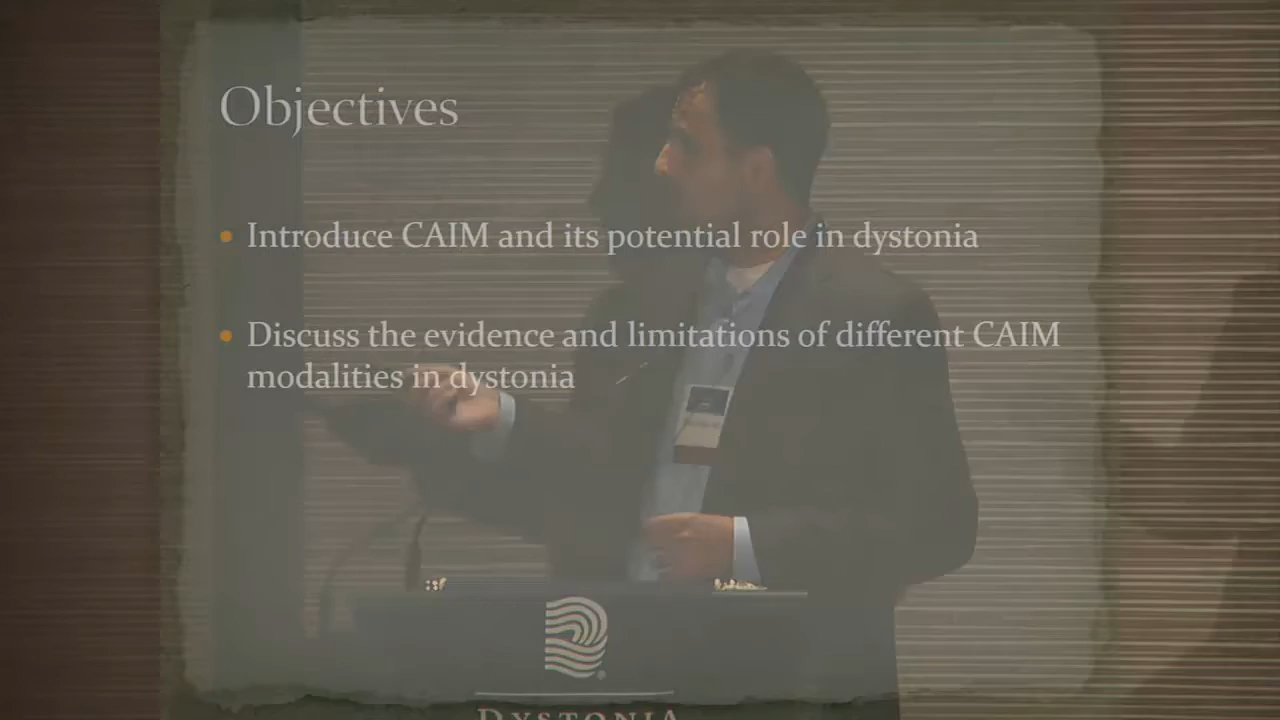 Objectives
Introduce CAIM and its potential role in dystonia
Discuss the evidence and limitations of different CAIM
modalities in dystonia
DYSTONIA